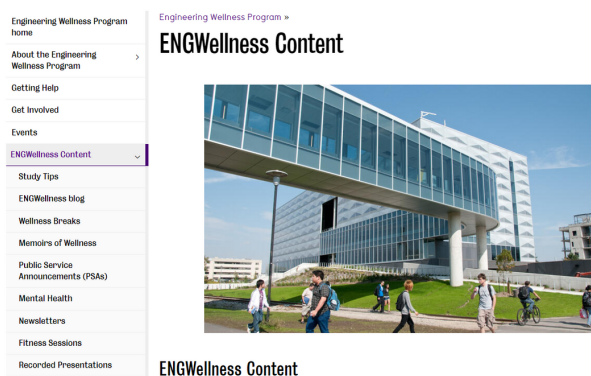 Engineering Wellness Program
home
About the Engineering
Wellness Program
Getting Help
Get Involved
Events
ENGWellness Content
Study Tips
ENGWellness blog
Wellness Breaks
Memoirs of Wellness
Public Service
Announcements (PSAs)
Mental Health
Newsletters
Fitness Sessions
Recorded Presentations
Engineering Wellness Program »
ENGWellness Content
ENGWellness Content